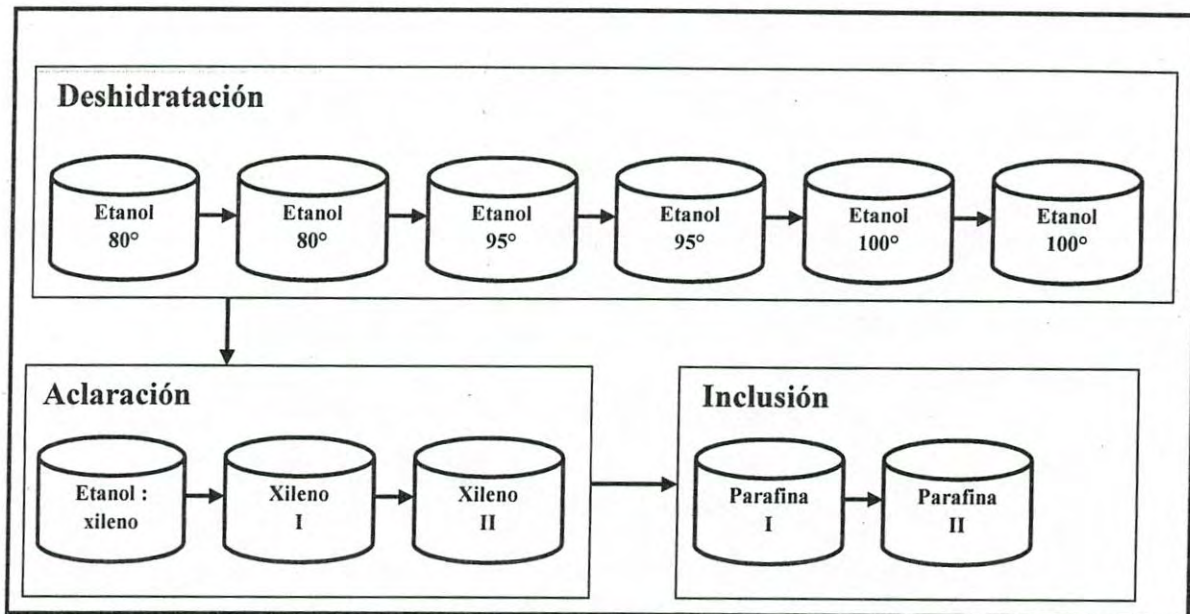 Deshidratación
Etanol
80°
Etanol
80°
Etanol
95°
Etanol
95°
Etanol
100°
Etanol
100°
Aclaración
Etanol :
xileno
Xileno
I
Xileno
II
Inclusión
Parafina
I
Parafina
II